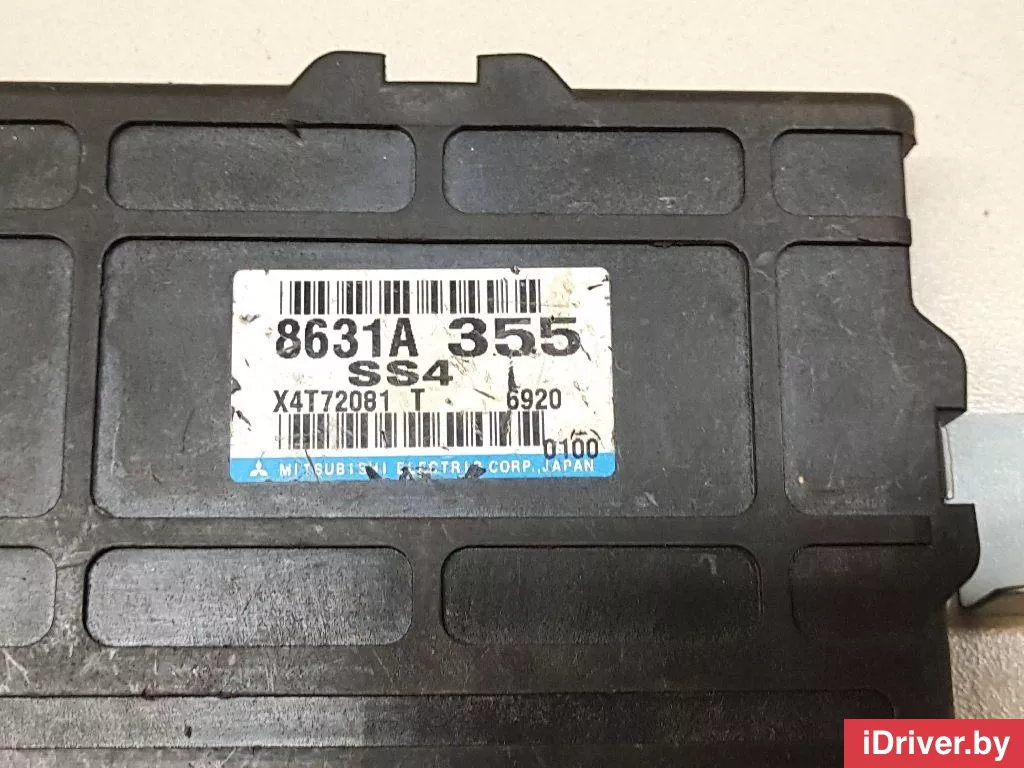 8631A 355
SS4
X4T72081 T 6920
0100
MITSUBISHI ELECTRIC CORP., JAPAN
iDriver.by